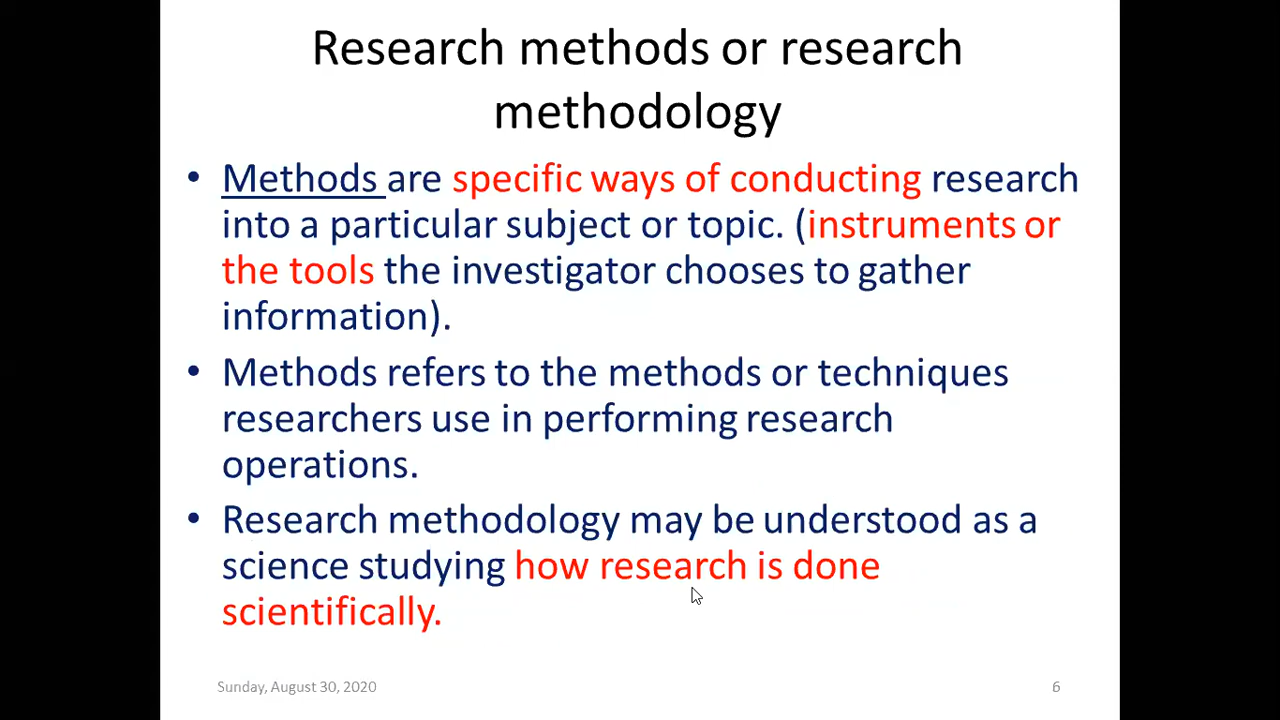 Research methods or research
methodology
• Methods are specific ways of conducting research
into a particular subject or topic. (instruments or
the tools the investigator chooses to gather
information).
• Methods refers to the methods or techniques
researchers use in performing research
operations.
• Research methodology may be understood as a
science studying how research is done
scientifically.
Sunday, August 30, 2020
6